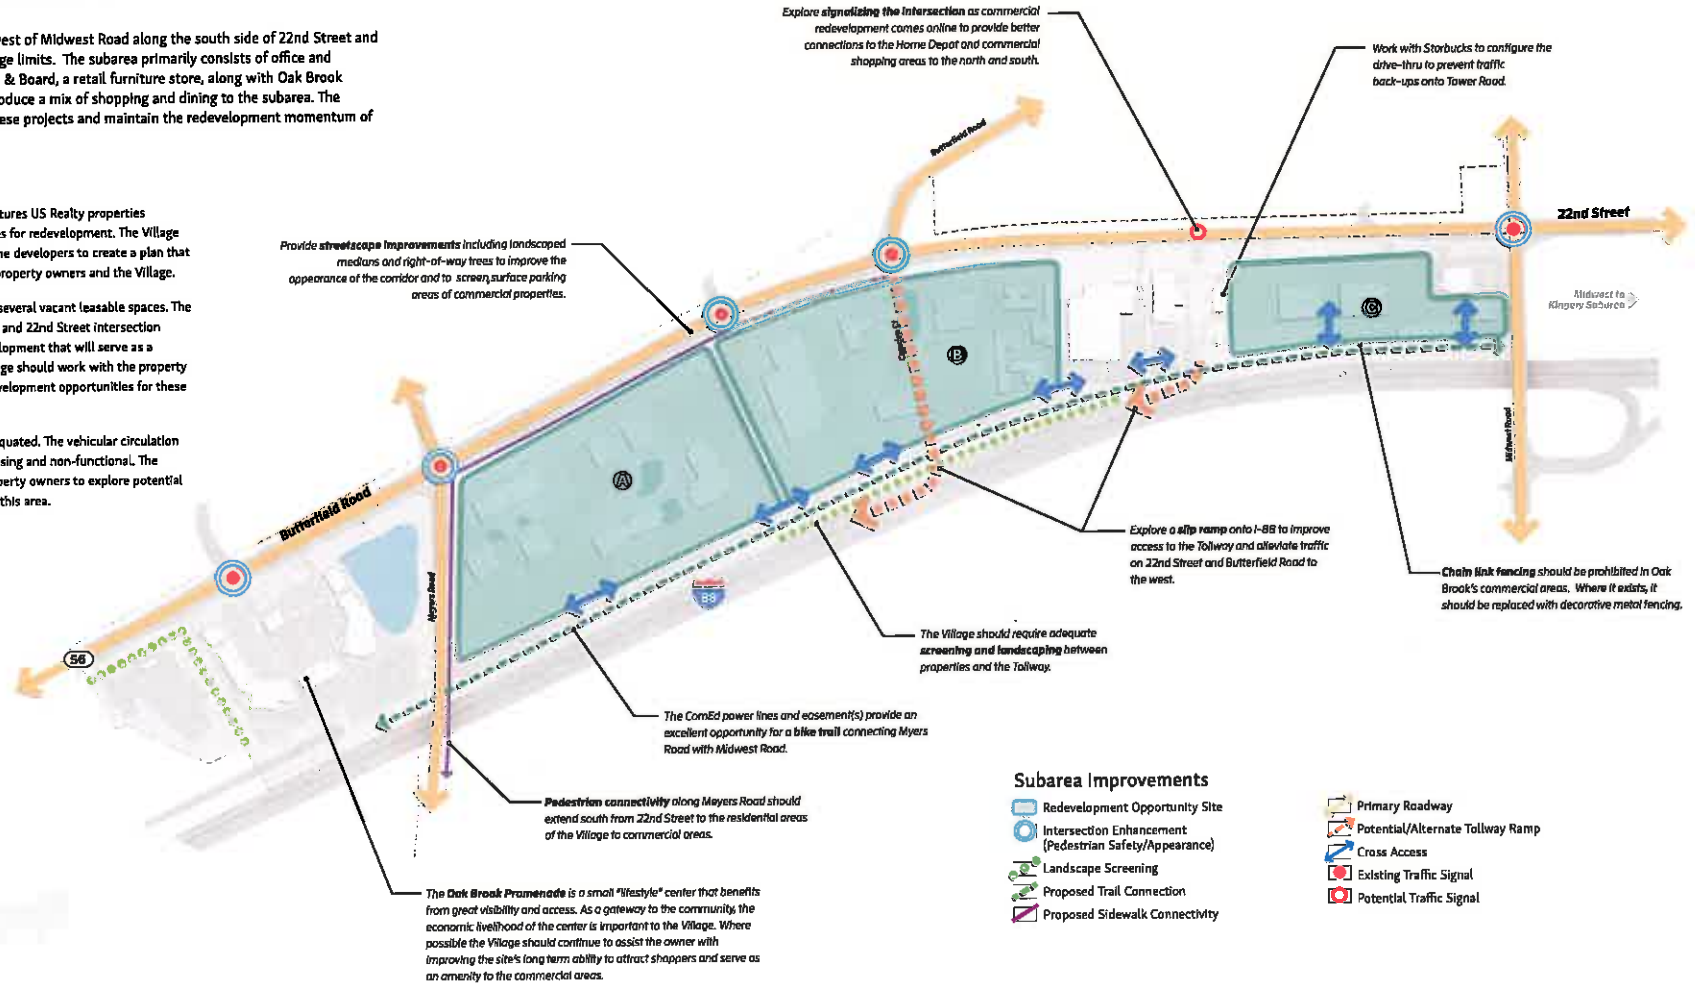 est of Midwest Road along the south side of 22nd Street and
ge limits. The subarea primarily consists of office and
& Board, a retail furniture store, along with Oak Brook
oduce a mix of shopping and dining to the subarea. The
ese projects and maintain the redevelopment momentum of
tures US Realty properties
es for redevelopment. The Village
ne developers to create a plan that
property owners and the Village.
several vacant leasable spaces. The
and 22nd Street intersection
lopment that will serve as a
ge should work with the property
velopment opportunities for these
quated. The vehicular circulation
sing and non-functional. The
perty owners to explore potential
this area.
Explore signalizing the intersection as commercial
redevelopment comes online to provide better
connections to the Home Depot and commercial
shopping areas to the north and south.
Work with Starbucks to configure the
drive-thru to prevent traffic
back-ups onto Tower Road.
Provide streetscape improvements including landscaped
medians and right-of-way trees to improve the
appearance of the corridor and to screen surface parking
areas of commercial properties.
Butterfield Road
22nd Street
Midwest to
Kingery Subarea
C
B
A
Butterfield Road
Meyers Road
Midwest Road
56
88
Explore a slip ramp onto I-88 to improve
access to the Tollway and alleviate traffic
on 22nd Street and Butterfield Road to
the west.
Chain link fencing should be prohibited in Oak
Brook's commercial areas. Where it exists, it
should be replaced with decorative metal fencing.
The Village should require adequate
screening and landscaping between
properties and the Tollway.
The ComEd power lines and easement(s) provide an
excellent opportunity for a bike trail connecting Myers
Road with Midwest Road.
Pedestrian connectivity along Meyers Road should
extend south from 22nd Street to the residential areas
of the Village to commercial areas.
The Oak Brook Promenade is a small "lifestyle" center that benefits
from great visibility and access. As a gateway to the community, the
economic livelihood of the center is important to the Village. Where
possible the Village should continue to assist the owner with
improving the site's long term ability to attract shoppers and serve as
an amenity to the commercial areas.
Subarea Improvements
Redevelopment Opportunity Site
Intersection Enhancement
(Pedestrian Safety/Appearance)
Landscape Screening
Proposed Trail Connection
Proposed Sidewalk Connectivity
Primary Roadway
Potential/Alternate Tollway Ramp
Cross Access
Existing Traffic Signal
Potential Traffic Signal